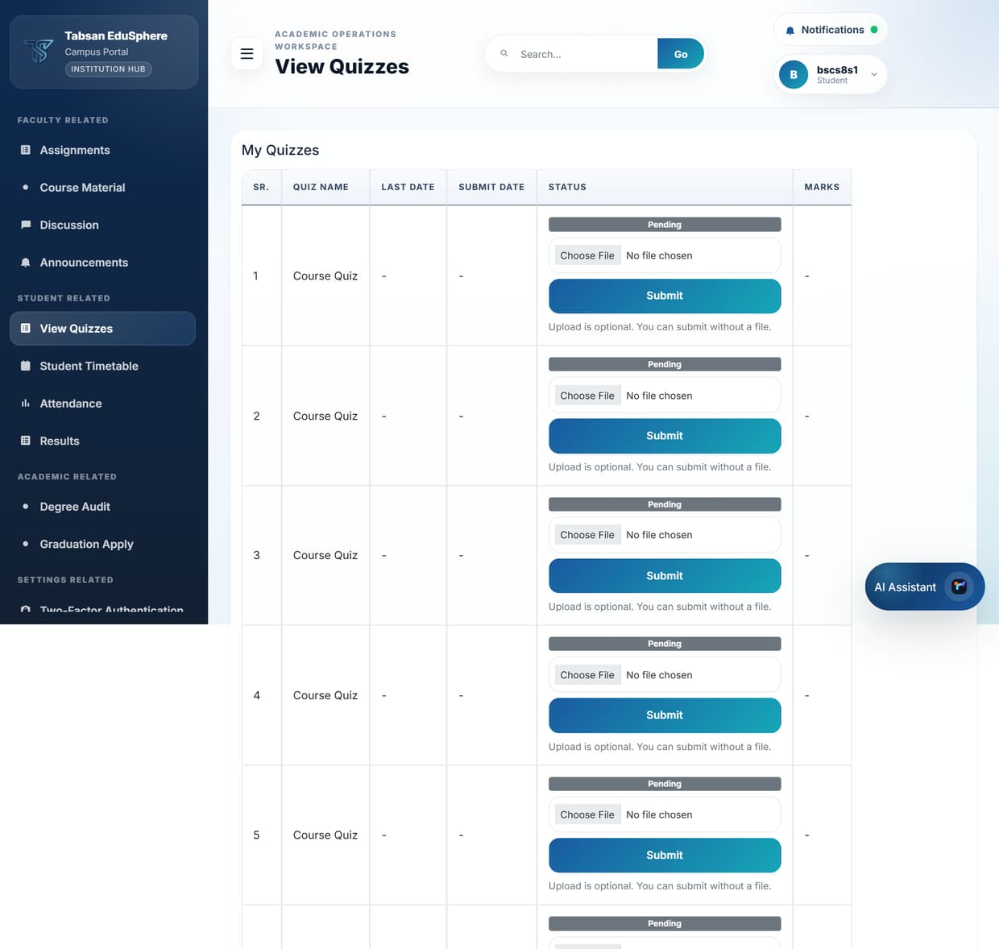 Tabsan EduSphere
Campus Portal
INSTITUTION HUB
FACULTY RELATED
Assignments
Course Material
Discussion
Announcements
STUDENT RELATED
View Quizzes
Student Timetable
Attendance
Results
ACADEMIC RELATED
Degree Audit
Graduation Apply
SETTINGS RELATED
Two-Factor Authentication
ACADEMIC OPERATIONS
WORKSPACE
View Quizzes
Search...
Go
Notifications
B
bscs8s1
Student
My Quizzes
SR. QUIZ NAME LAST DATE SUBMIT DATE STATUS MARKS
Pending
Choose File No file chosen
1 Course Quiz - - -
Submit
Upload is optional. You can submit without a file.
Pending
Choose File No file chosen
2 Course Quiz - - -
Submit
Upload is optional. You can submit without a file.
Pending
Choose File No file chosen
3 Course Quiz - - -
Submit
Upload is optional. You can submit without a file.
Pending
Choose File No file chosen
4 Course Quiz - - -
Submit
Upload is optional. You can submit without a file.
Pending
Choose File No file chosen
5 Course Quiz - - -
Submit
Upload is optional. You can submit without a file.
Pending
AI Assistant